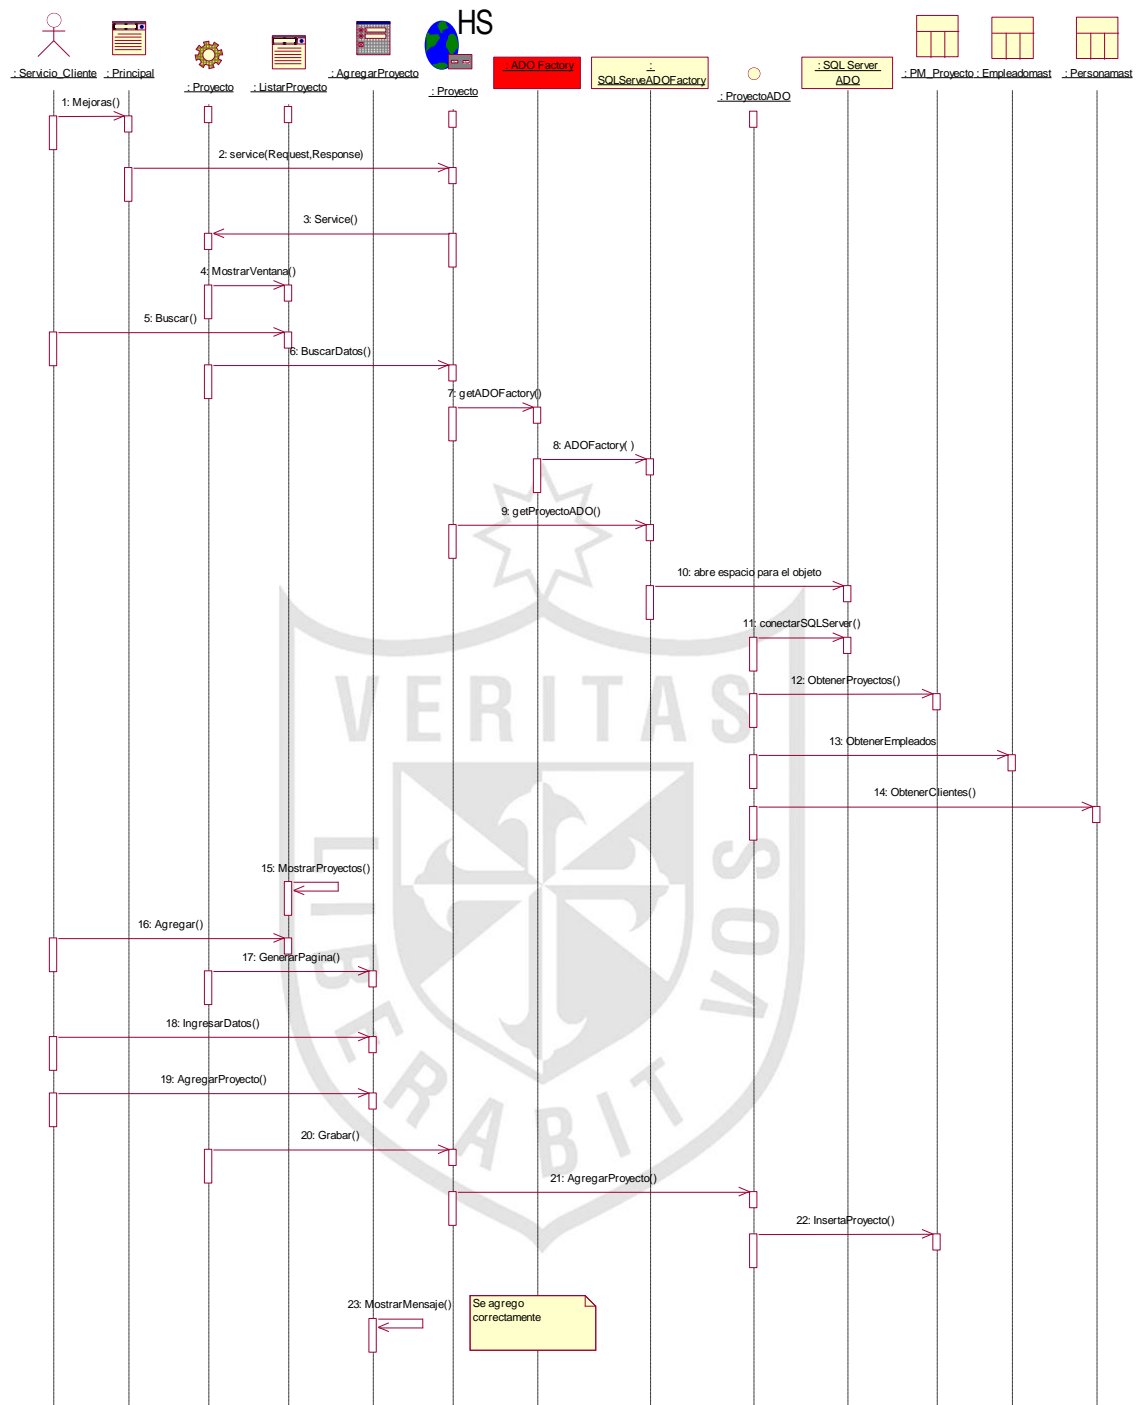 HS
: Servicio_Cliente
: Principal
: Proyecto
: ListarProyecto
: AgregarProyecto
: Proyecto
: ADO Factory
:
SQLServeADOFactory
: ProyectoADO
: SQL Server
ADO
: PM_Proyecto
: Empleadomast
: Personamast
1: Mejoras()
2: service(Request,Response)
3: Service()
4: MostrarVentana()
5: Buscar()
6: BuscarDatos()
7: getADOFactory()
8: ADOFactory( )
9: getProyectoADO()
10: abre espacio para el objeto
11: conectarSQLServer()
12: ObtenerProyectos()
13: ObtenerEmpleados
14: ObtenerClientes()
15: MostrarProyectos()
16: Agregar()
17: GenerarPagina()
18: IngresarDatos()
19: AgregarProyecto()
20: Grabar()
21: AgregarProyecto()
22: InsertaProyecto()
23: MostrarMensaje()
Se agrego
correctamente
VERITAS
LIBERABIT
VOS